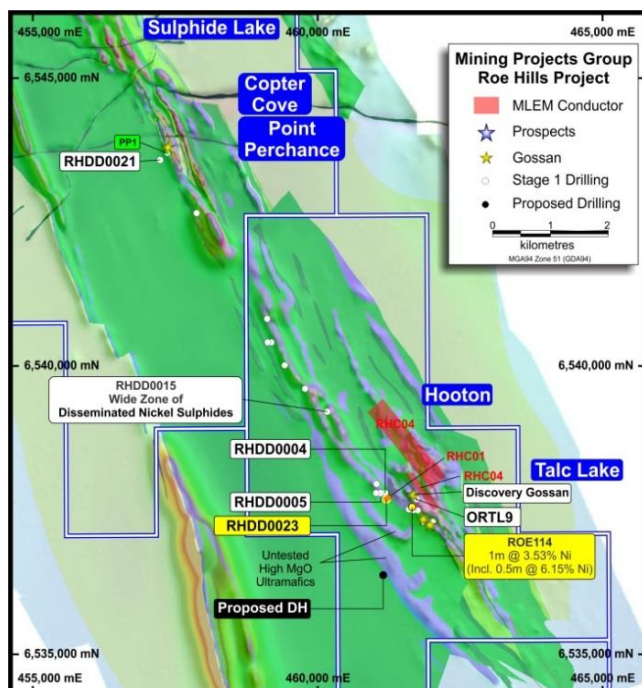 455,000 mE
460,000 mE
465,000 mE
Sulphide Lake
6,545,000 mN
Copter
Cove
Point
Perchance
PP1
RHDD0021
Mining Projects Group
Roe Hills Project
MLEM Conductor
Prospects
Gossan
Stage 1 Drilling
Proposed Drilling
0 1 2
kilometres
MGA94 Zone 51 (GDA94)
6,540,000 mN
6,540,000 mN
RHDD0015
Wide Zone of
Disseminated Nickel Sulphides
Hooton
RHC04
RHDD0004
RHC01
RHC04
Talc Lake
Discovery Gossan
RHDD0005
ORTL9
RHDD0023
ROE114
1m @ 3.53% Ni
(Incl. 0.5m @ 6.15% Ni)
Untested
High MgO
Ultramafics
Proposed DH
6,535,000 mN
6,535,000 mN
455,000 mE
460,000 mE
465,000 mE